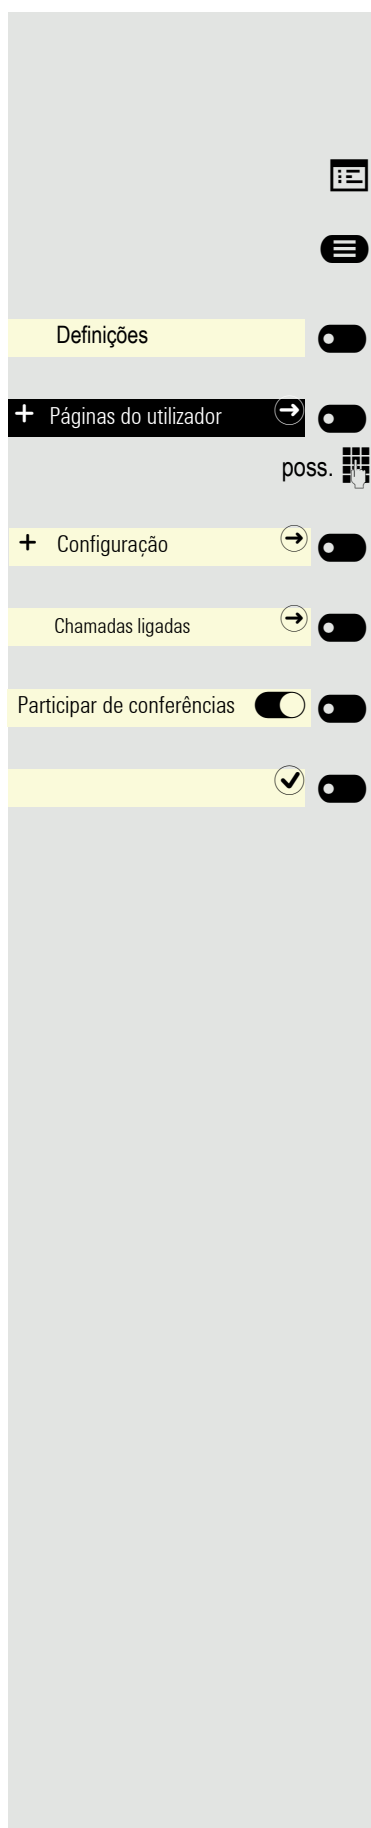 Definições
+ Páginas do utilizador
poss.
+ Configuração
Chamadas ligadas
Participar de conferências